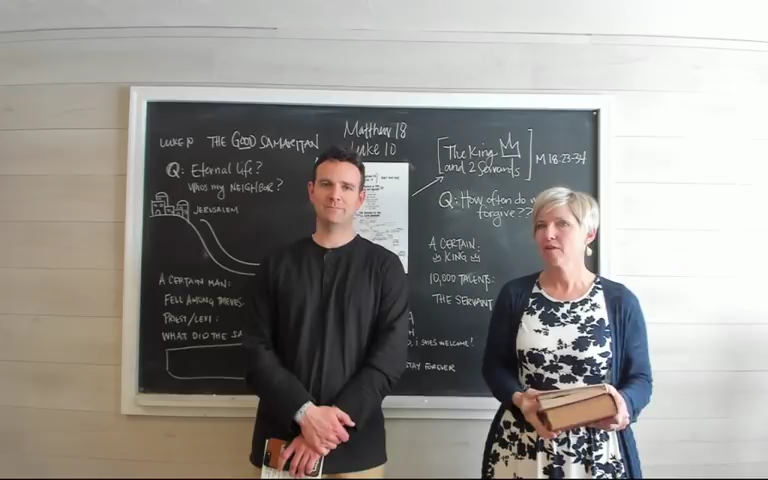 LUKE 10 THE GOOD SAMARITAN
Q: Eternal life?
Who's my NEIGHBOR?
JERUSALEM
A CERTAIN MAN:
FELL AMONG THIEVES:
PRIEST/LEVI:
WHAT DID THE SA
Matthew 18
Luke 10
[The King
and 2 Servants] M 18:23-34
Q: How often do
forgive??
A CERTAIN:
KING
10,000 TALENTS:
THE SERVANT
WELCOME!
STAY FOREVER